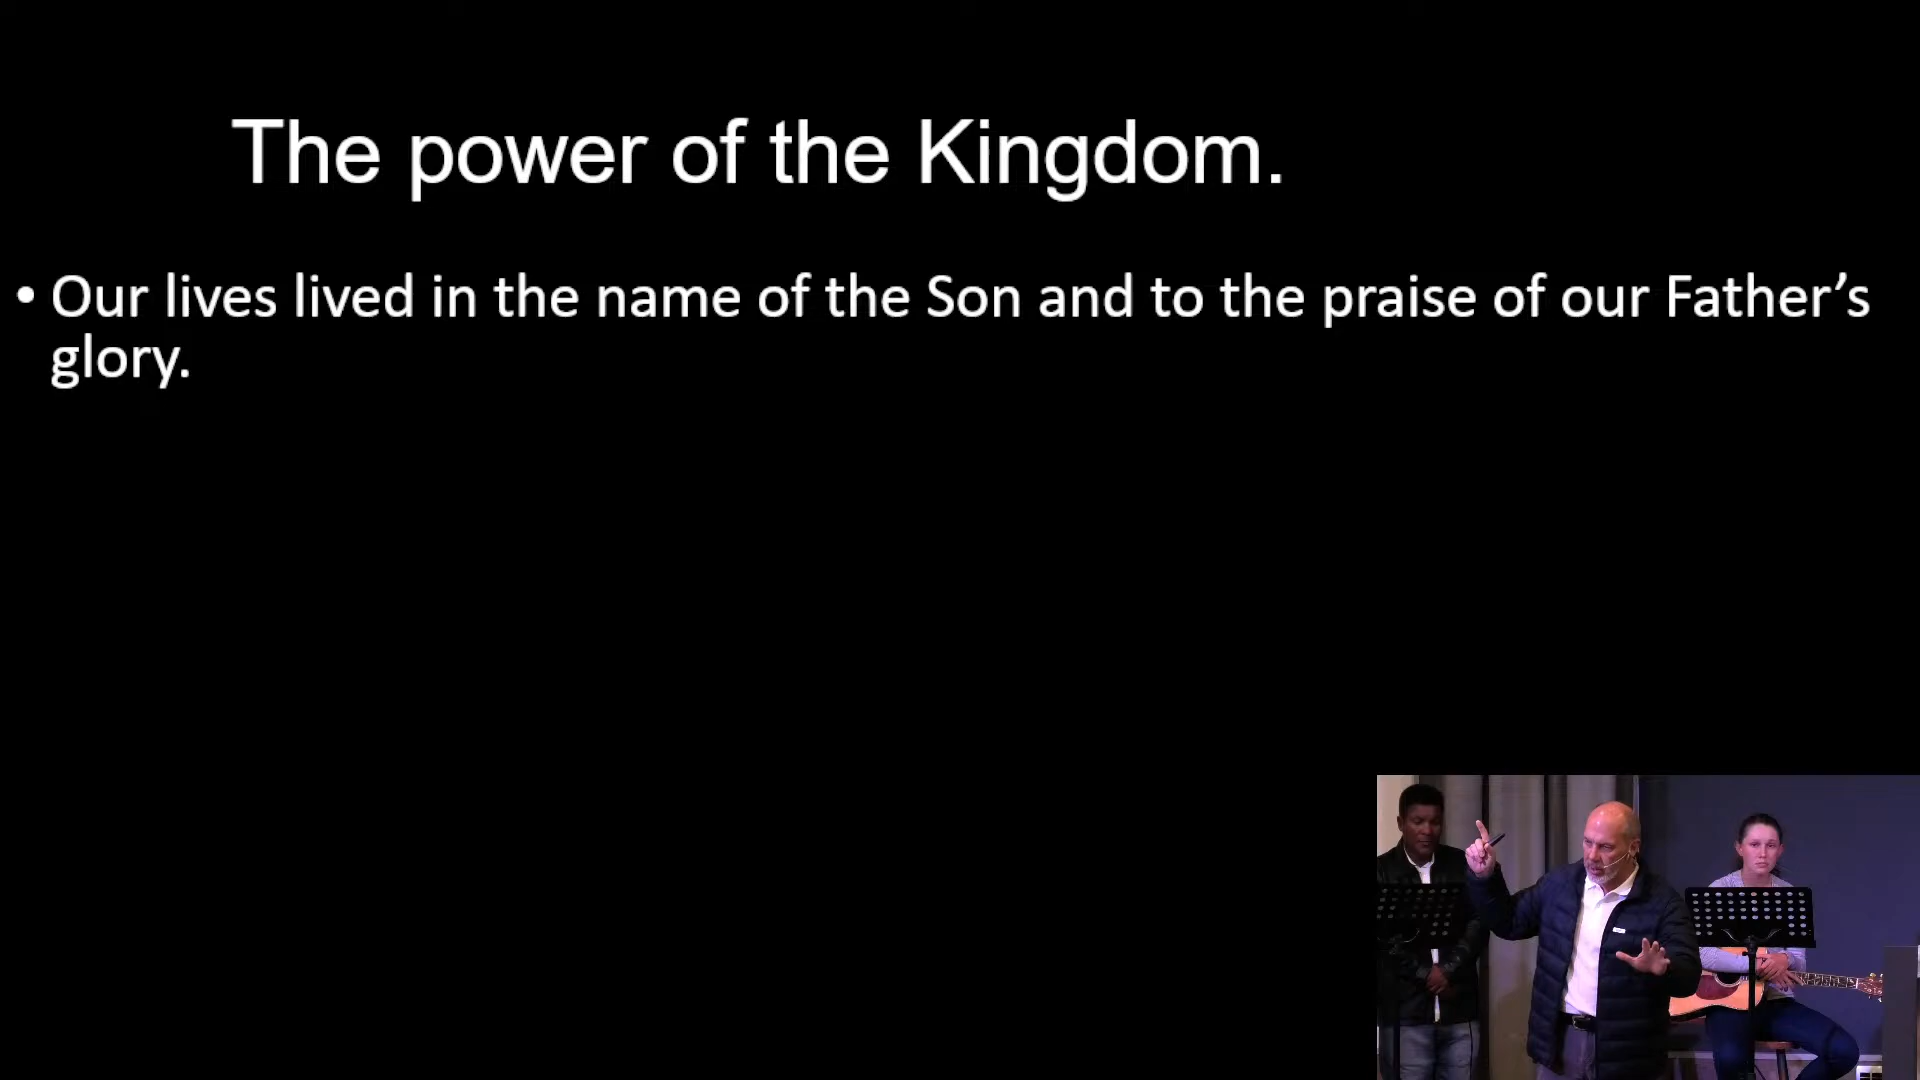 The power of the Kingdom.
• Our lives lived in the name of the Son and to the praise of our Father’s
glory.